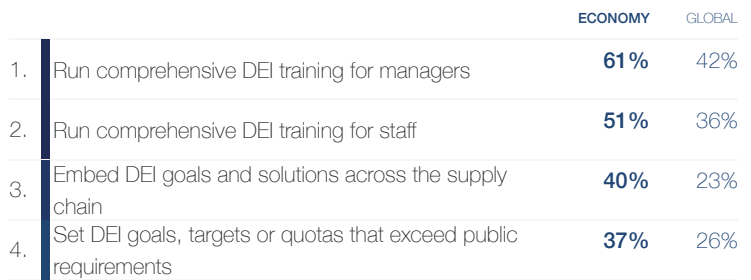 ECONOMY GLOBAL
1. Run comprehensive DEI training for managers 61% 42%
2. Run comprehensive DEI training for staff 51% 36%
3. Embed DEI goals and solutions across the supply chain 40% 23%
4. Set DEI goals, targets or quotas that exceed public requirements 37% 26%